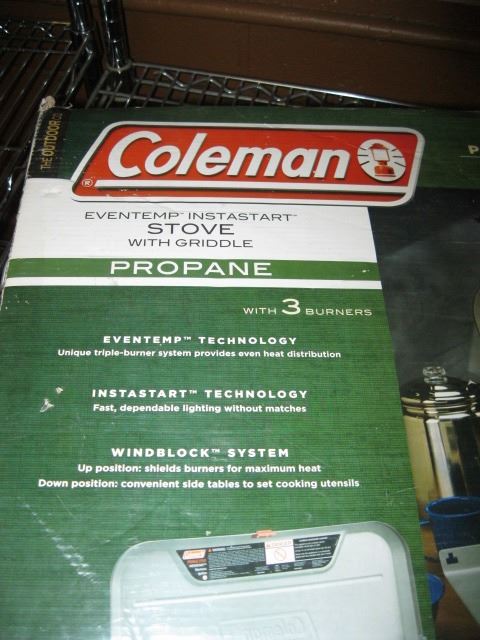 THE OUTDOOR CO
Coleman
®
EVENTEMP™ INSTASTART™
STOVE
WITH GRIDDLE
PROPANE
WITH 3 BURNERS
EVENTEMP™ TECHNOLOGY
Unique triple-burner system provides even heat distribution
INSTASTART™ TECHNOLOGY
Fast, dependable lighting without matches
WINDBLOCK™ SYSTEM
Up position: shields burners for maximum heat
Down position: convenient side tables to set cooking utensils
Coleman